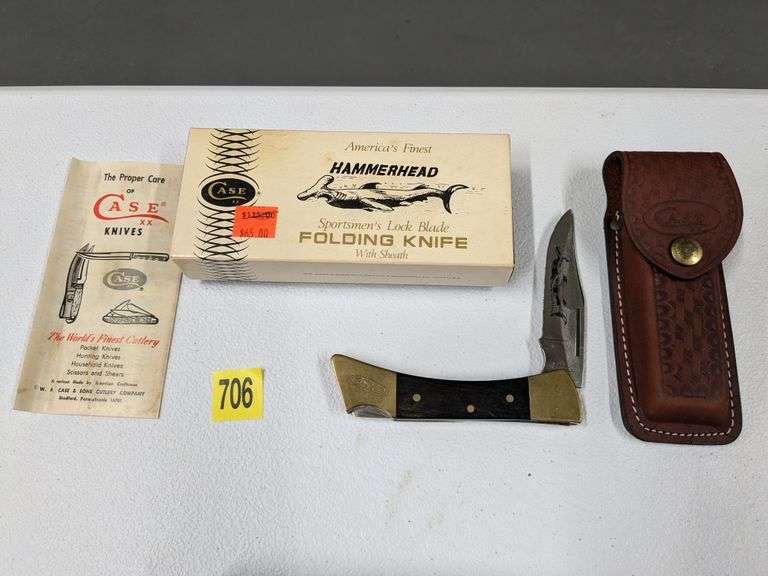 The Proper Care
OF
CASE
XX
KNIVES
CASE
The World's Finest Cutlery
Pocket Knives
Hunting Knives
Household Knives
Scissors and Shears
W. R. CASE & SONS CUTLERY COMPANY
Bradford, Pennsylvania 16701
America's Finest
HAMMERHEAD
CASE
XX
$65.00
Sportsmen's Lock Blade
FOLDING KNIFE
With Sheath
706